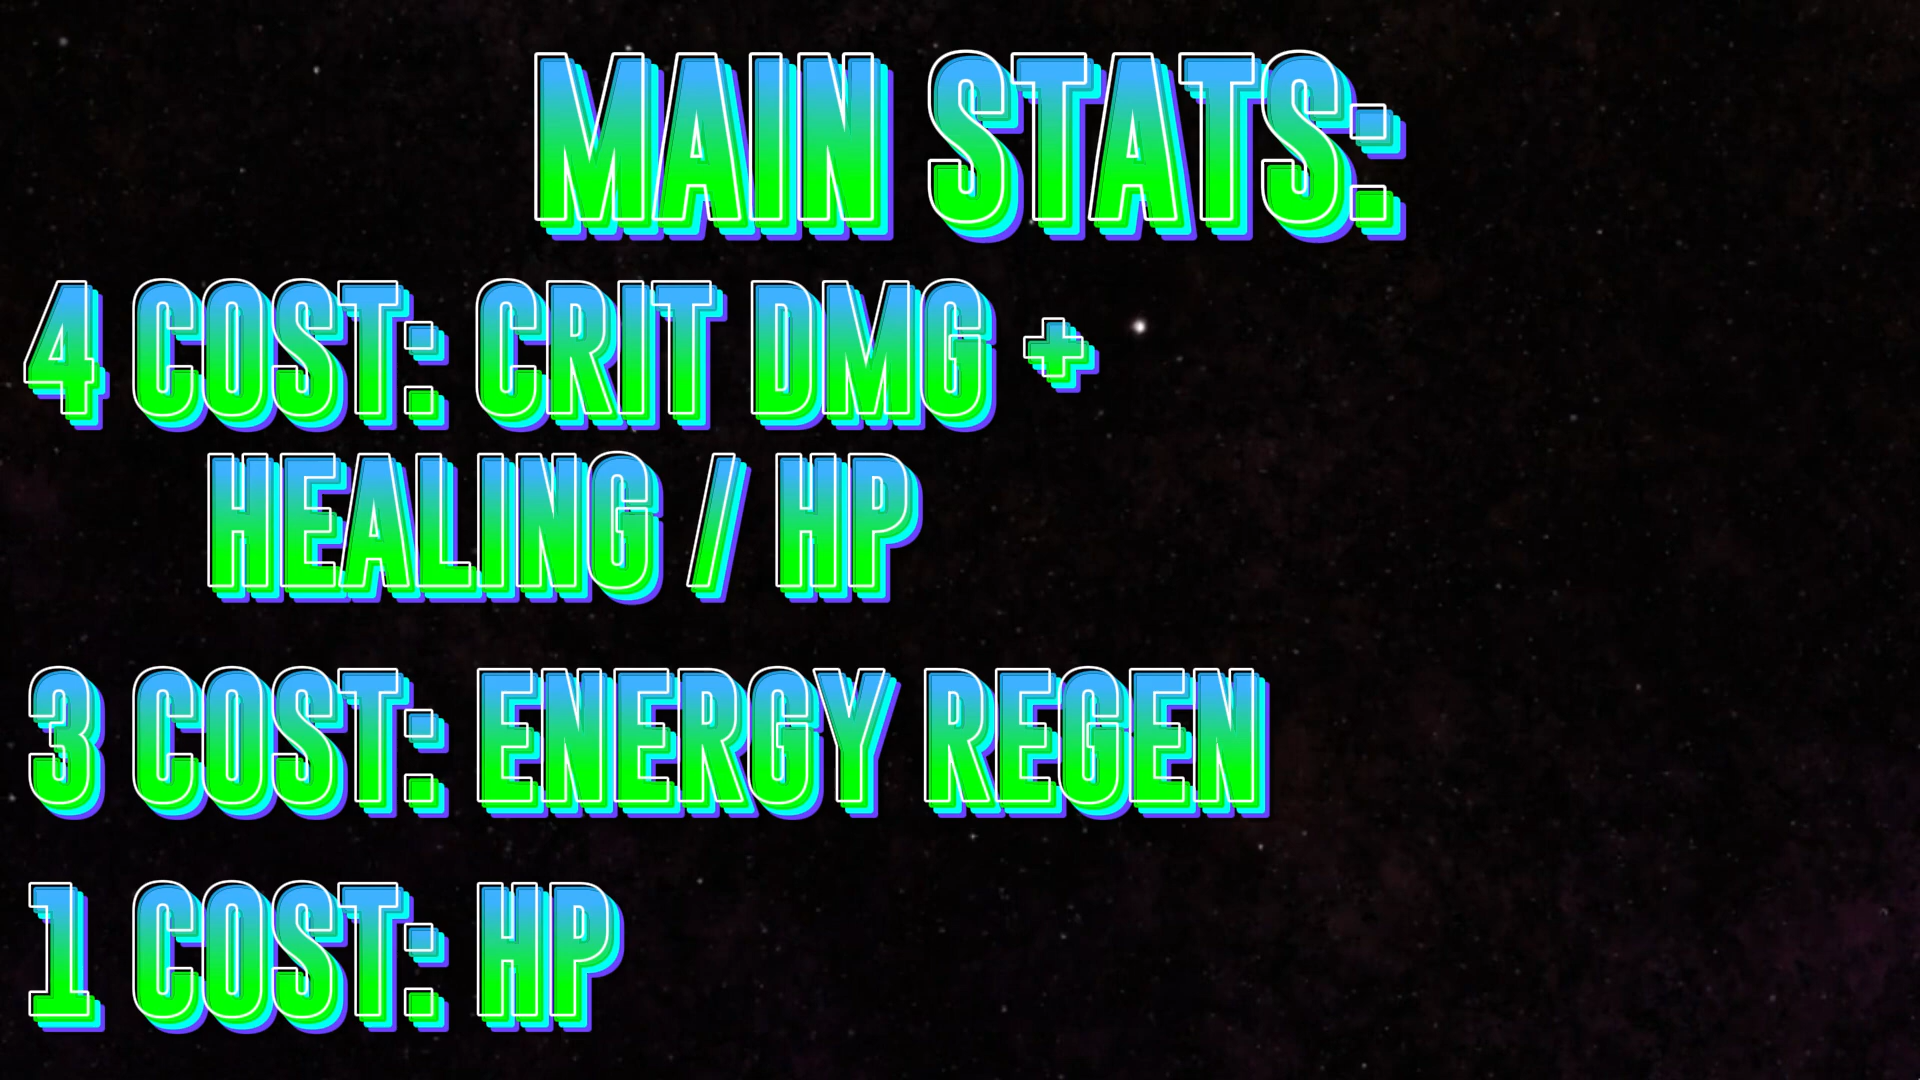 MAIN STATS:
4 COST: CRIT DMG +
HEALING / HP
3 COST: ENERGY REGEN
1 COST: HP